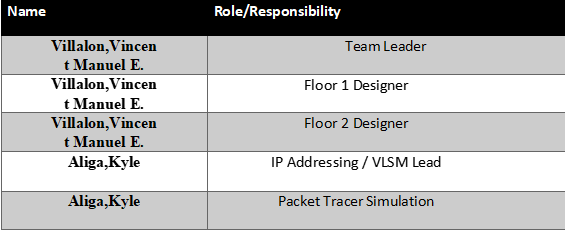 Name Role/Responsibility
Villalon,Vincen Team Leader
t Manuel E.
Villalon,Vincen Floor 1 Designer
t Manuel E.
Villalon,Vincen Floor 2 Designer
t Manuel E.
Aliga,Kyle IP Addressing / VLSM Lead
Aliga,Kyle Packet Tracer Simulation